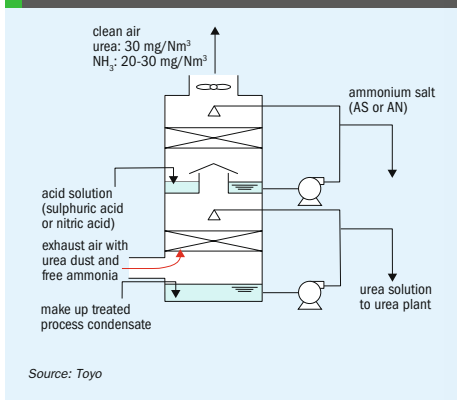 clean air
urea: 30 mg/Nm³
NH₃: 20-30 mg/Nm³
ammonium salt
(AS or AN)
acid solution
(sulphuric acid
or nitric acid)
exhaust air with
urea dust and
free ammonia
make up treated
process condensate
urea solution
to urea plant
Source: Toyo